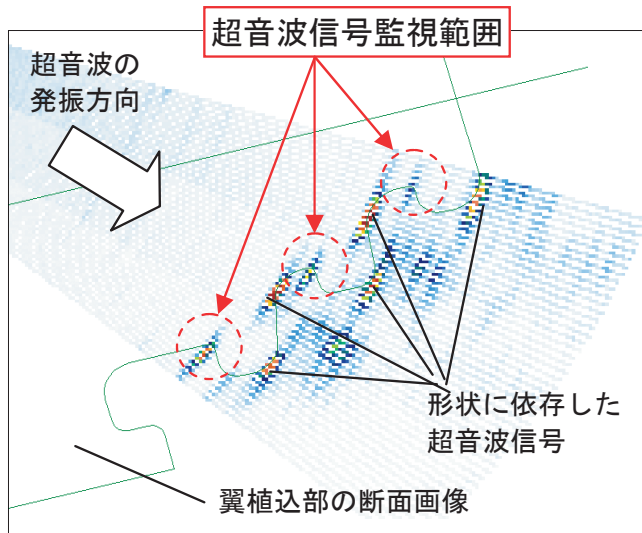 超音波信号監視範囲
超音波の
発振方向
形状に依存した
超音波信号
翼植込部の断面画像